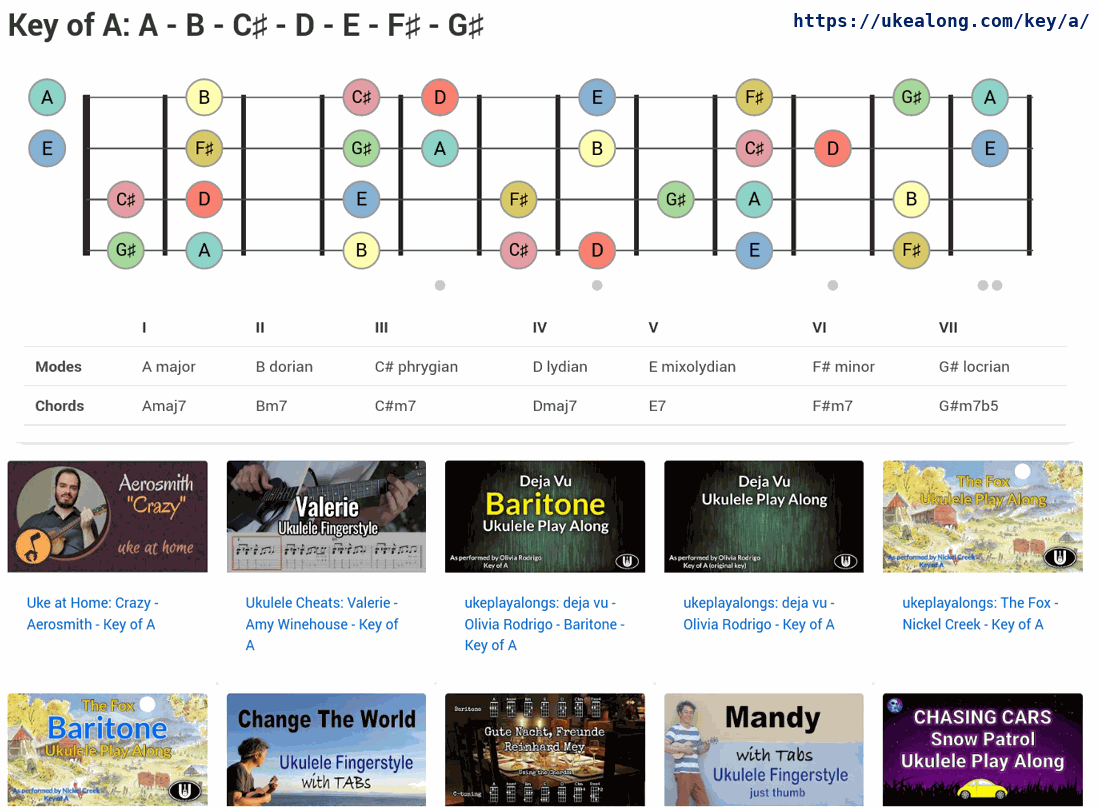 Key of A: A - B - C♯ - D - E - F♯ - G♯
https://ukealong.com/key/a/
A B C♯ D E F♯ G♯ A
E F♯ G♯ A B C♯ D E
C♯ D E F♯ G♯ A B
G♯ A B C♯ D E F♯
I II III IV V VI VII
Modes A major B dorian C# phrygian D lydian E mixolydian F# minor G# locrian
Chords Amaj7 Bm7 C#m7 Dmaj7 E7 F#m7 G#m7b5
Aerosmith
"Crazy"
uke at home
Valerie
Ukulele Fingerstyle
Deja Vu
Baritone
Ukulele Play Along
As performed by Olivia Rodrigo
Key of A
Deja Vu
Ukulele Play Along
As performed by Olivia Rodrigo
Key of A (original key)
The Fox
Ukulele Play Along
As performed by Nickel Creek
Key of A
Uke at Home: Crazy -
Aerosmith - Key of A
Ukulele Cheats: Valerie -
Amy Winehouse - Key of
A
ukeplayalongs: deja vu -
Olivia Rodrigo - Baritone -
Key of A
ukeplayalongs: deja vu -
Olivia Rodrigo - Key of A
ukeplayalongs: The Fox -
Nickel Creek - Key of A
The Fox
Baritone
Ukulele Play Along
As performed by Nickel Creek
Key of A
Change The World
Ukulele Fingerstyle
with TABs
Baritone
Gute Nacht, Freunde
Reinhard Mey
Using the Chords:
C-tuning
Mandy
with Tabs
Ukulele Fingerstyle
just thumb
CHASING CARS
Snow Patrol
Ukulele Play Along